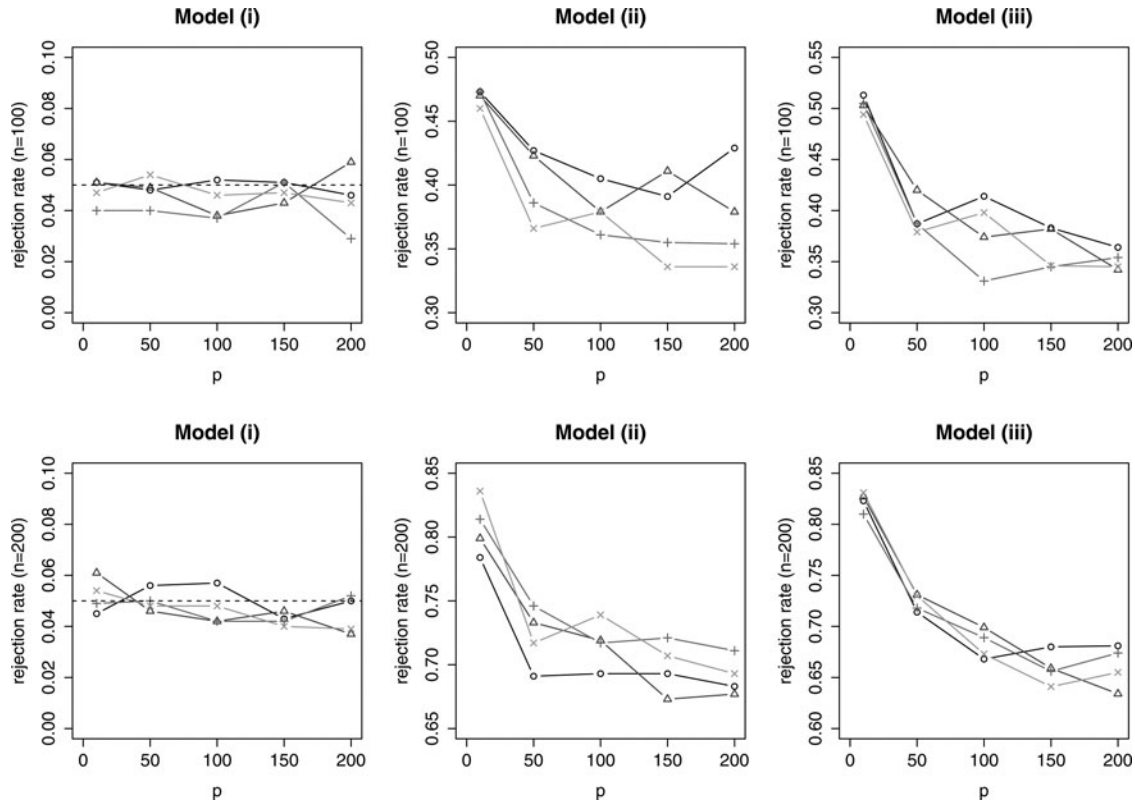 Model (i)
rejection rate (n=100)
0.00 0.02 0.04 0.06 0.08 0.10
0 50 100 150 200
p
Model (ii)
rejection rate (n=100)
0.30 0.35 0.40 0.45 0.50
0 50 100 150 200
p
Model (iii)
rejection rate (n=100)
0.30 0.35 0.40 0.45 0.50 0.55
0 50 100 150 200
p
Model (i)
rejection rate (n=200)
0.00 0.02 0.04 0.06 0.08 0.10
0 50 100 150 200
p
Model (ii)
rejection rate (n=200)
0.65 0.70 0.75 0.80 0.85
0 50 100 150 200
p
Model (iii)
rejection rate (n=200)
0.60 0.65 0.70 0.75 0.80 0.85
0 50 100 150 200
p